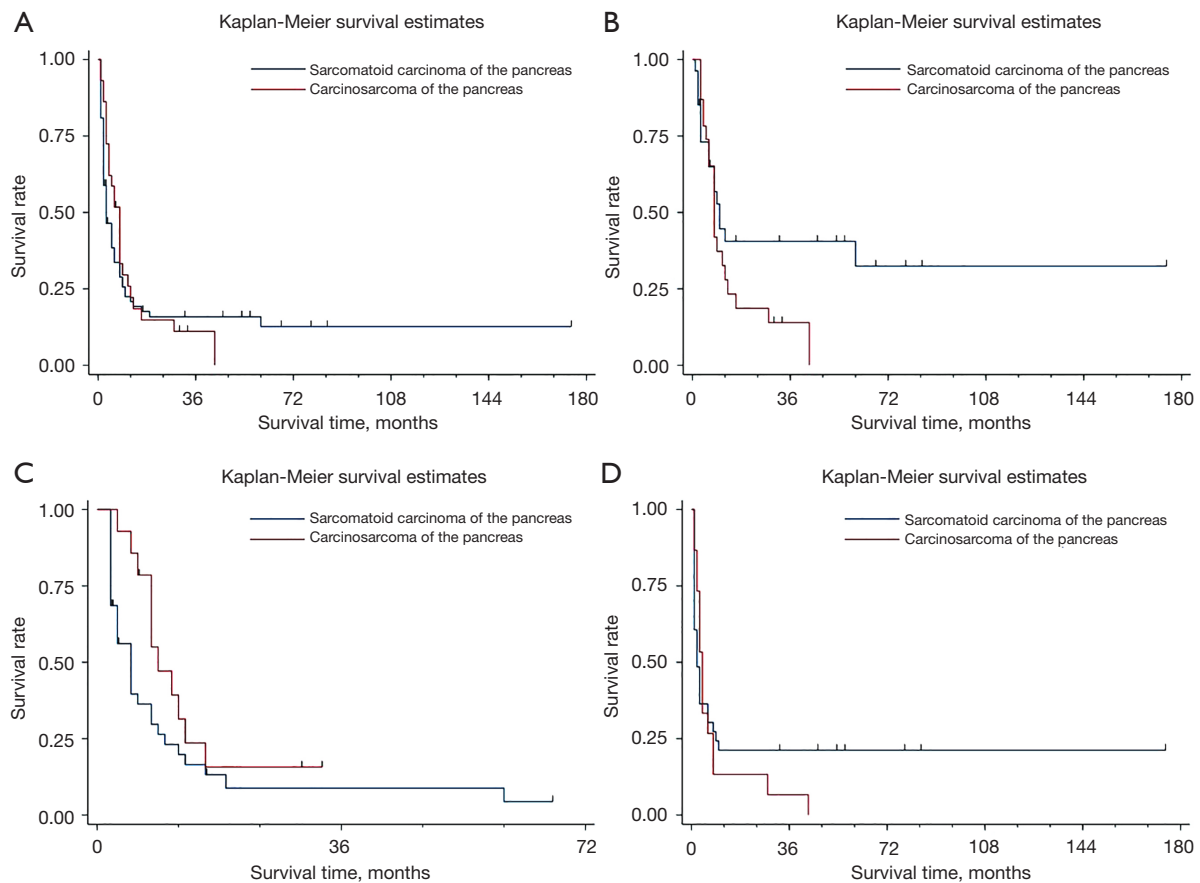 A
Kaplan-Meier survival estimates
Sarcomatoid carcinoma of the pancreas
Carcinosarcoma of the pancreas
1.00
0.75
0.50
0.25
0.00
Survival rate
0 36 72 108 144 180
Survival time, months
B
Kaplan-Meier survival estimates
Sarcomatoid carcinoma of the pancreas
Carcinosarcoma of the pancreas
1.00
0.75
0.50
0.25
0.00
Survival rate
0 36 72 108 144 180
Survival time, months
C
Kaplan-Meier survival estimates
Sarcomatoid carcinoma of the pancreas
Carcinosarcoma of the pancreas
1.00
0.75
0.50
0.25
0.00
Survival rate
0 36 72
Survival time, months
D
Kaplan-Meier survival estimates
Sarcomatoid carcinoma of the pancreas
Carcinosarcoma of the pancreas
1.00
0.75
0.50
0.25
0.00
Survival rate
0 36 72 108 144 180
Survival time, months